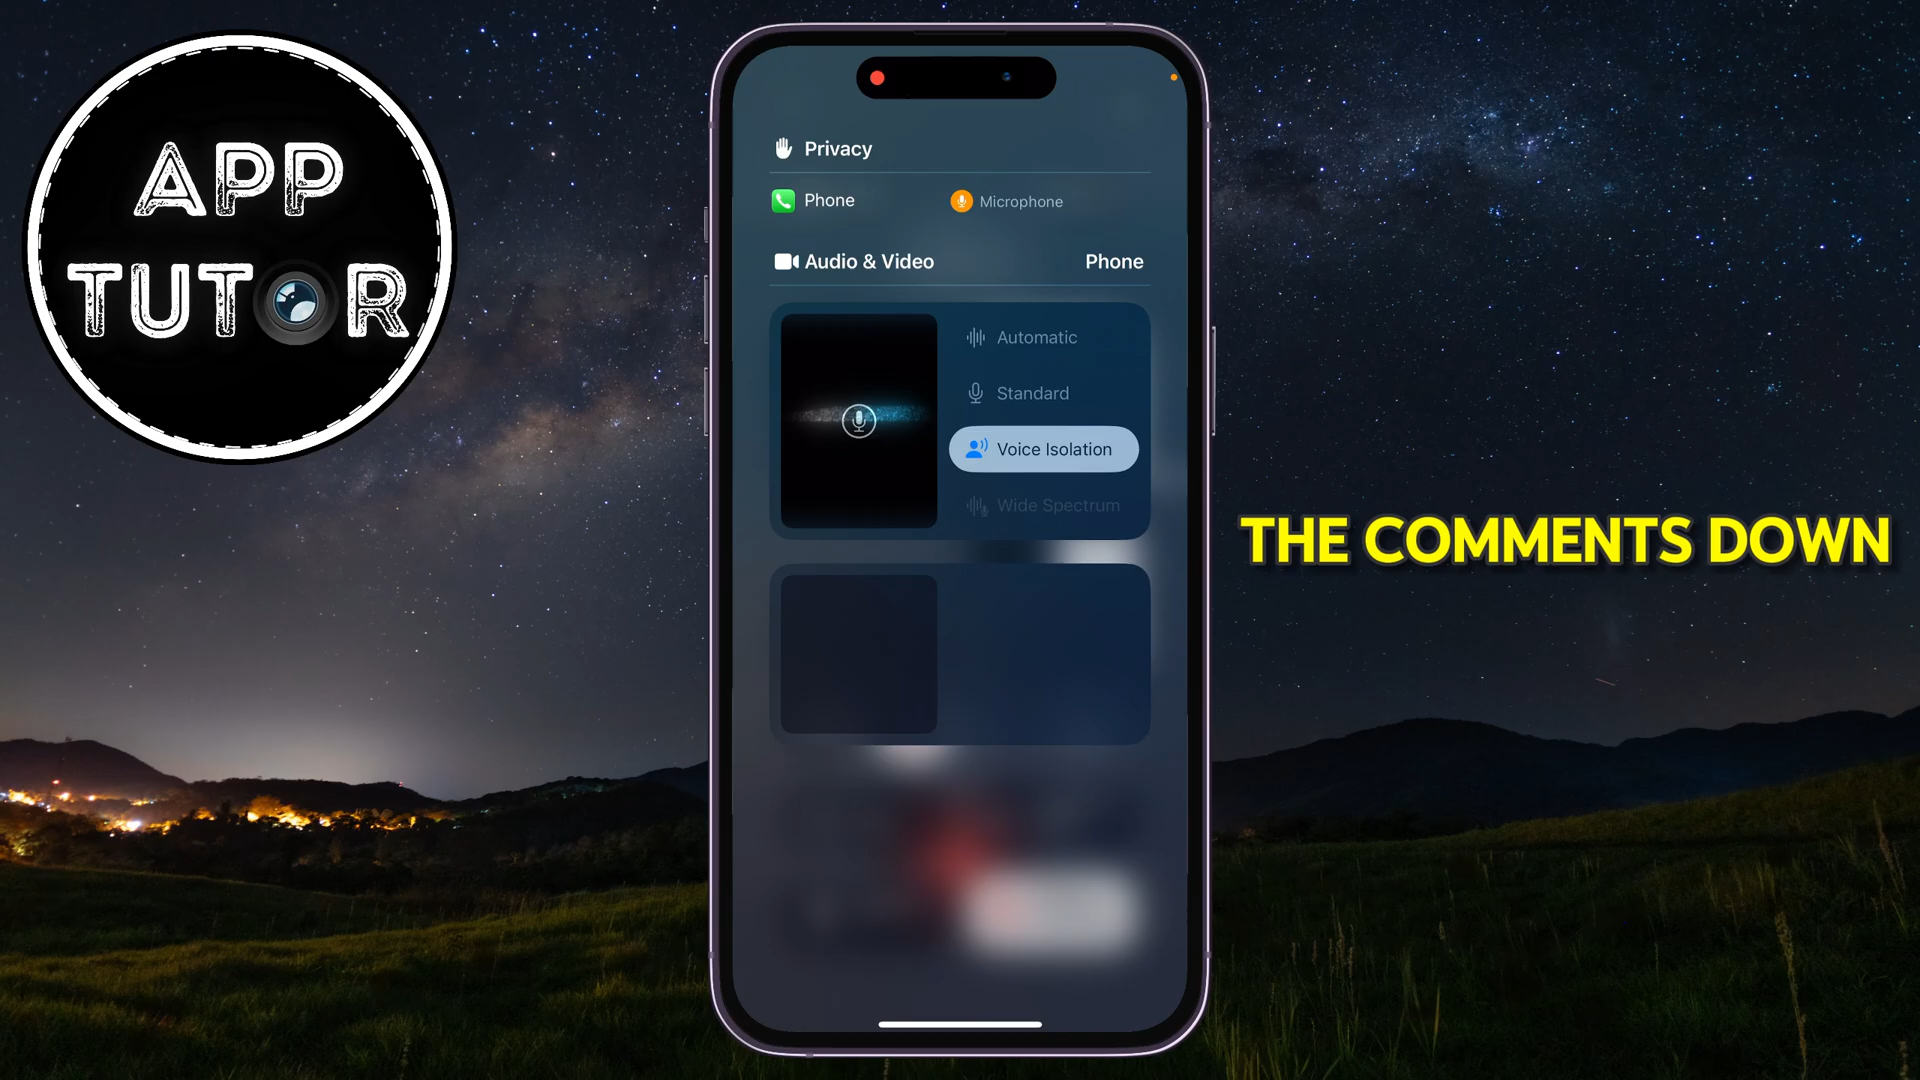 APP
TUTOR
Privacy
Phone
Microphone
Audio & Video
Phone
Automatic
Standard
Voice Isolation
Wide Spectrum
THE COMMENTS DOWN